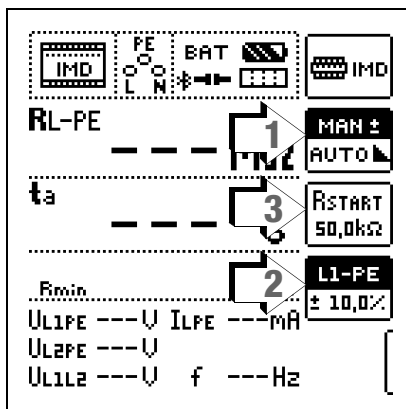 IMD PE L N BAT IMD
RL-PE --- MΩ 1 MAN ±
AUTO
ta --- s 3 RSTART
50,0kΩ
2 L1-PE
Rmin ± 10,0%
UL1PE ---V ILPE ---mA
UL2PE ---V
UL1L2 ---V f ---Hz